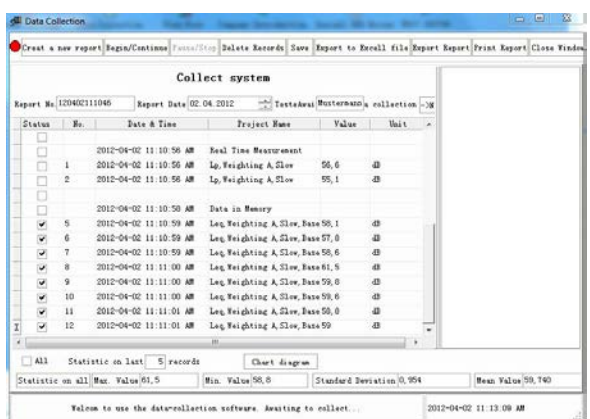 Data Collection
Creat a new report Begin/Continue Pause/Stop Delete Records Save Export to Excell file Export Report Print Report Close Window
Collect system
Report No. 120402111046 Report Date 02.04.2012 Mustermann a collection ->M
Status No. Date & Time Project Name Value Unit
2012-04-02 11:10:56 AM Real Time Measurement
1 2012-04-02 11:10:56 AM Lp, Weighting A, Slow 56,6 dB
2 2012-04-02 11:10:56 AM Lp, Weighting A, Slow 55,1 dB
2012-04-02 11:10:58 AM Data in Memory
5 2012-04-02 11:10:59 AM Leq, Weighting A, Slow, Base 58,1 dB
6 2012-04-02 11:10:59 AM Leq, Weighting A, Slow, Base 57,8 dB
7 2012-04-02 11:10:59 AM Leq, Weighting A, Slow, Base 58,6 dB
8 2012-04-02 11:11:00 AM Leq, Weighting A, Slow, Base 61,5 dB
9 2012-04-02 11:11:00 AM Leq, Weighting A, Slow, Base 59,8 dB
10 2012-04-02 11:11:00 AM Leq, Weighting A, Slow, Base 59,6 dB
11 2012-04-02 11:11:01 AM Leq, Weighting A, Slow, Base 58,8 dB
12 2012-04-02 11:11:01 AM Leq, Weighting A, Slow, Base 59 dB
All Statistic on last 5 records Chart diagram
Statistic on all Max. Value 61,5 Min. Value 58,8 Standard Deviation 0,954 Mean Value 59,740
Welcom to use the data-collection software. Awaiting to collect... 2012-04-02 11:13:09 AM